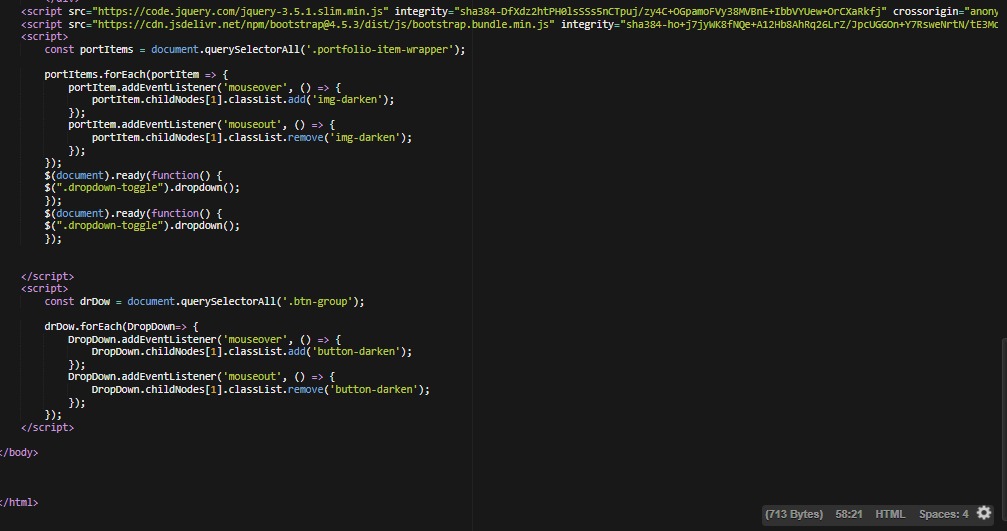 </div>
<script src="https://code.jquery.com/jquery-3.5.1.slim.min.js" integrity="sha384-DfXdz2htPH0lsSSs5nCTpuj/zy4C+OGpamoFVy38MVBnE+IbbVYUew+OrCXaRkfj" crossorigin="anony
<script src="https://cdn.jsdelivr.net/npm/bootstrap@4.5.3/dist/js/bootstrap.bundle.min.js" integrity="sha384-ho+j7jyWK8fNQe+A12Hb8AhRq26LrZ/JpcUGGOn+Y7RsweNrtN/tE3Mo
<script>
const portItems = document.querySelectorAll('.portfolio-item-wrapper');
portItems.forEach(portItem => {
portItem.addEventListener('mouseover', () => {
portItem.childNodes[1].classList.add('img-darken');
});
portItem.addEventListener('mouseout', () => {
portItem.childNodes[1].classList.remove('img-darken');
});
});
$(document).ready(function() {
$(".dropdown-toggle").dropdown();
});
$(document).ready(function() {
$(".dropdown-toggle").dropdown();
});
</script>
<script>
const drDow = document.querySelectorAll('.btn-group');
drDow.forEach(DropDown=> {
DropDown.addEventListener('mouseover', () => {
DropDown.childNodes[1].classList.add('button-darken');
});
DropDown.addEventListener('mouseout', () => {
DropDown.childNodes[1].classList.remove('button-darken');
});
});
</script>
</body>
</html>
(713 Bytes) 58:21 HTML Spaces: 4